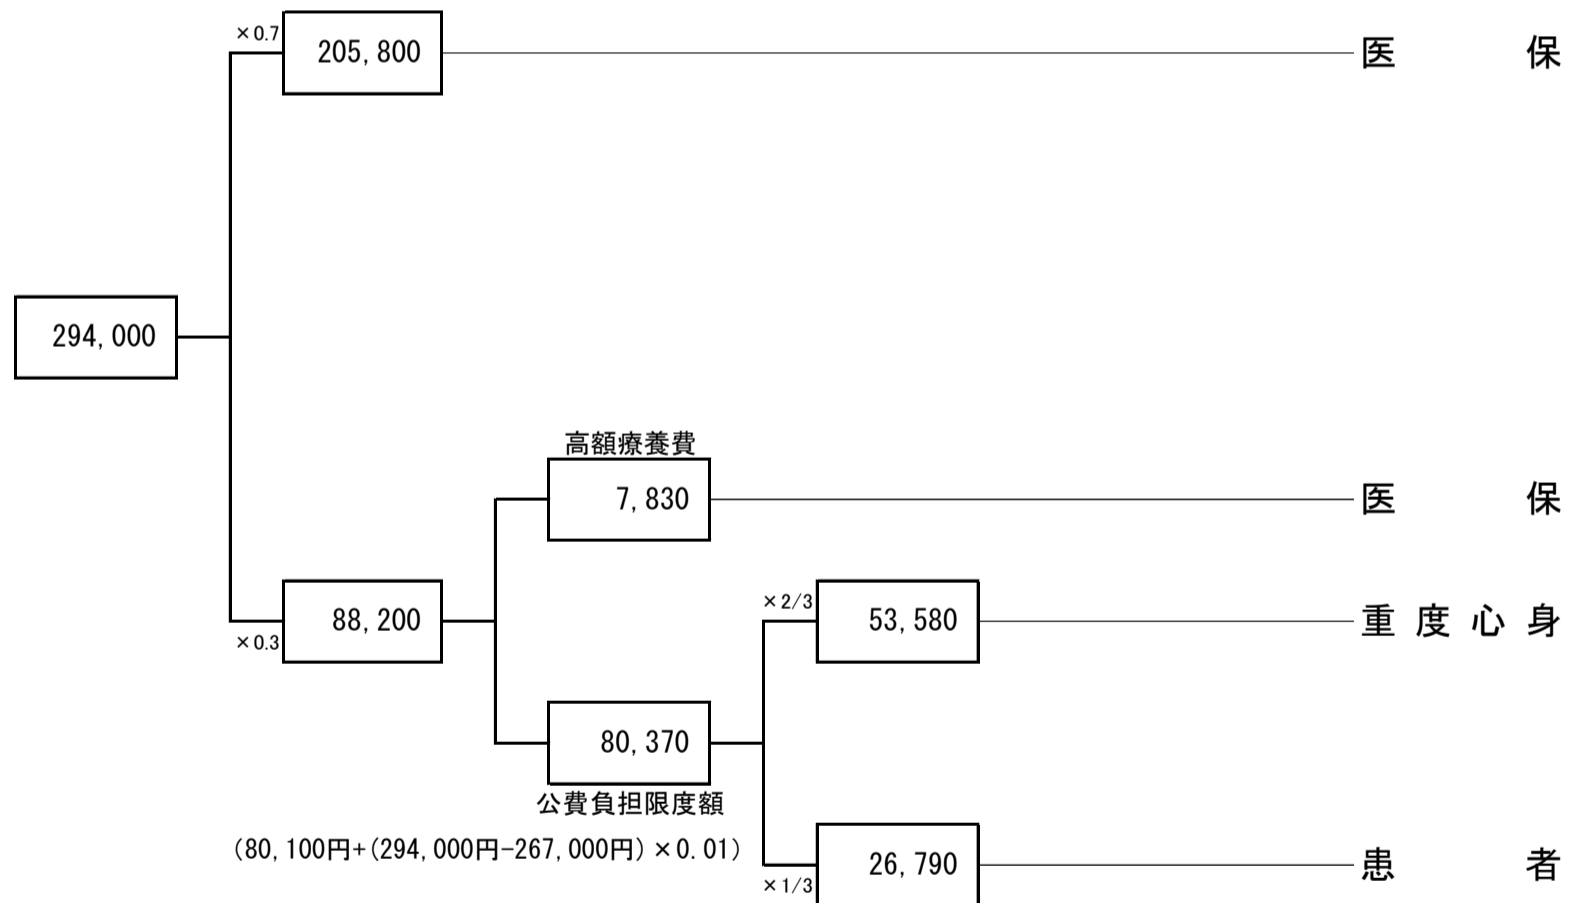 ×0.7
205,800
医保
294,000
高額療養費
7,830
医保
88,200
×0.3
×2/3
53,580
重度心身
80,370
公費負担限度額
(80,100円+(294,000円-267,000円)×0.01)
26,790
患者
×1/3